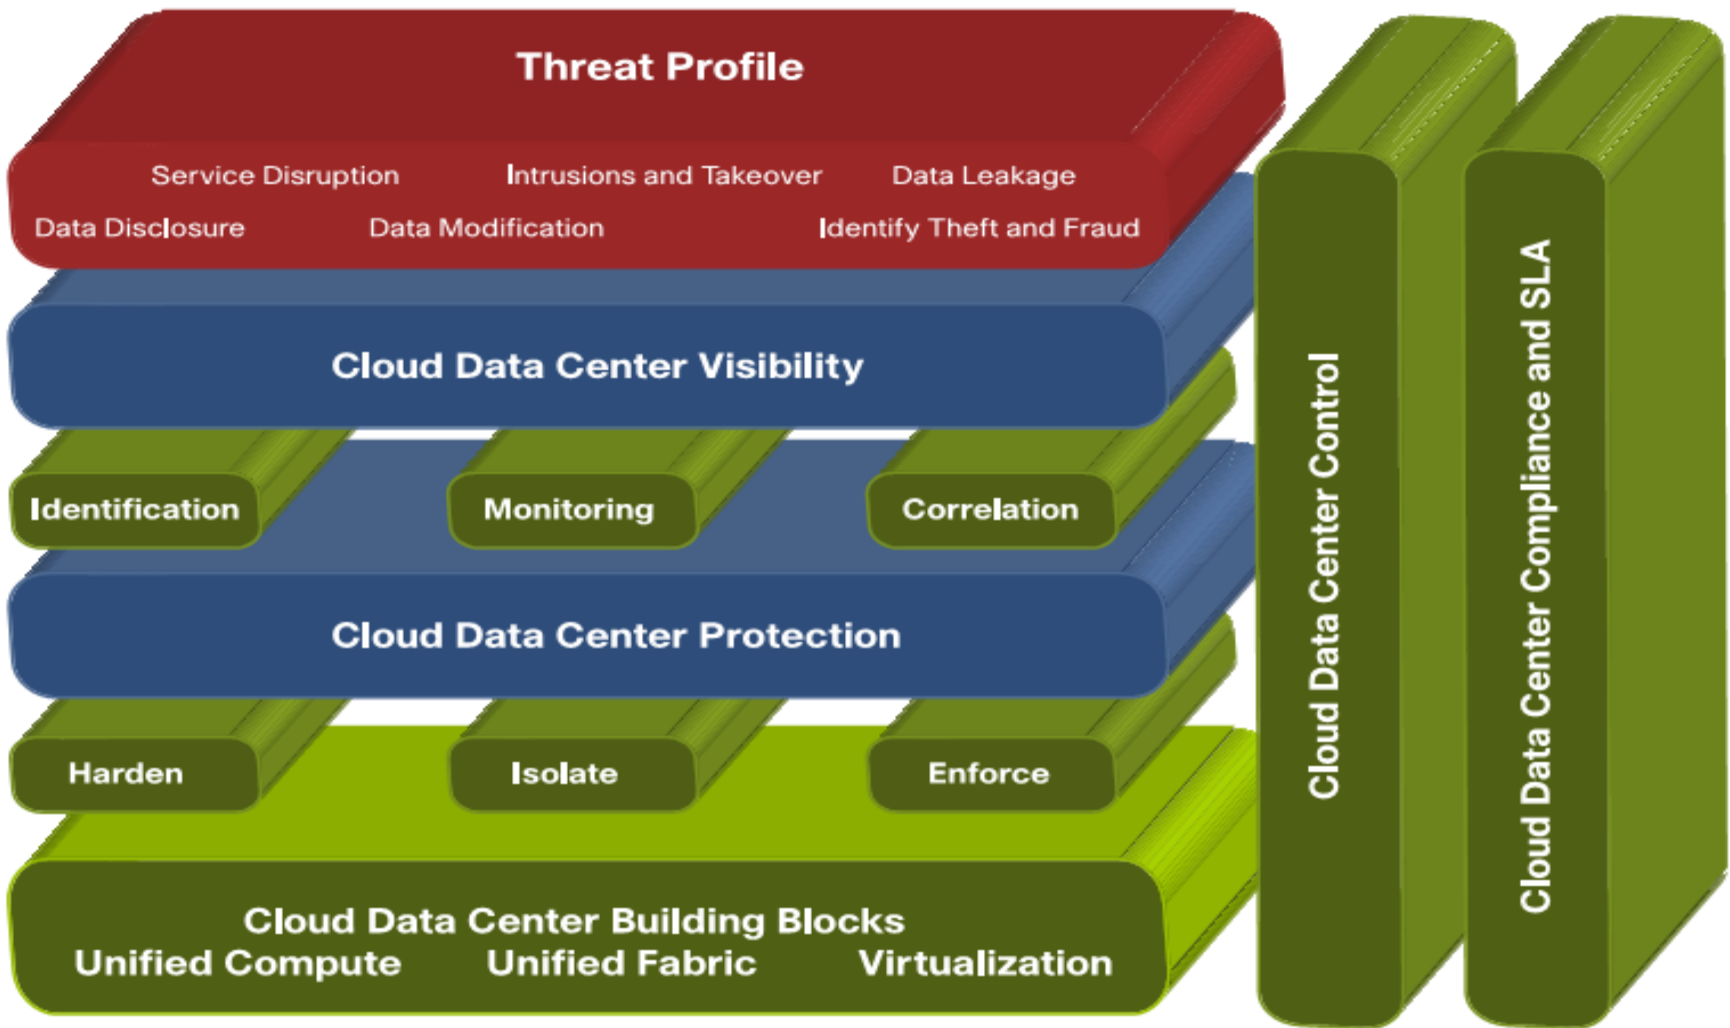 Threat Profile
Service Disruption Intrusions and Takeover Data Leakage
Data Disclosure Data Modification Identify Theft and Fraud
Cloud Data Center Visibility
Identification Monitoring Correlation
Cloud Data Center Protection
Harden Isolate Enforce
Cloud Data Center Building Blocks
Unified Compute Unified Fabric Virtualization
Cloud Data Center Control
Cloud Data Center Compliance and SLA